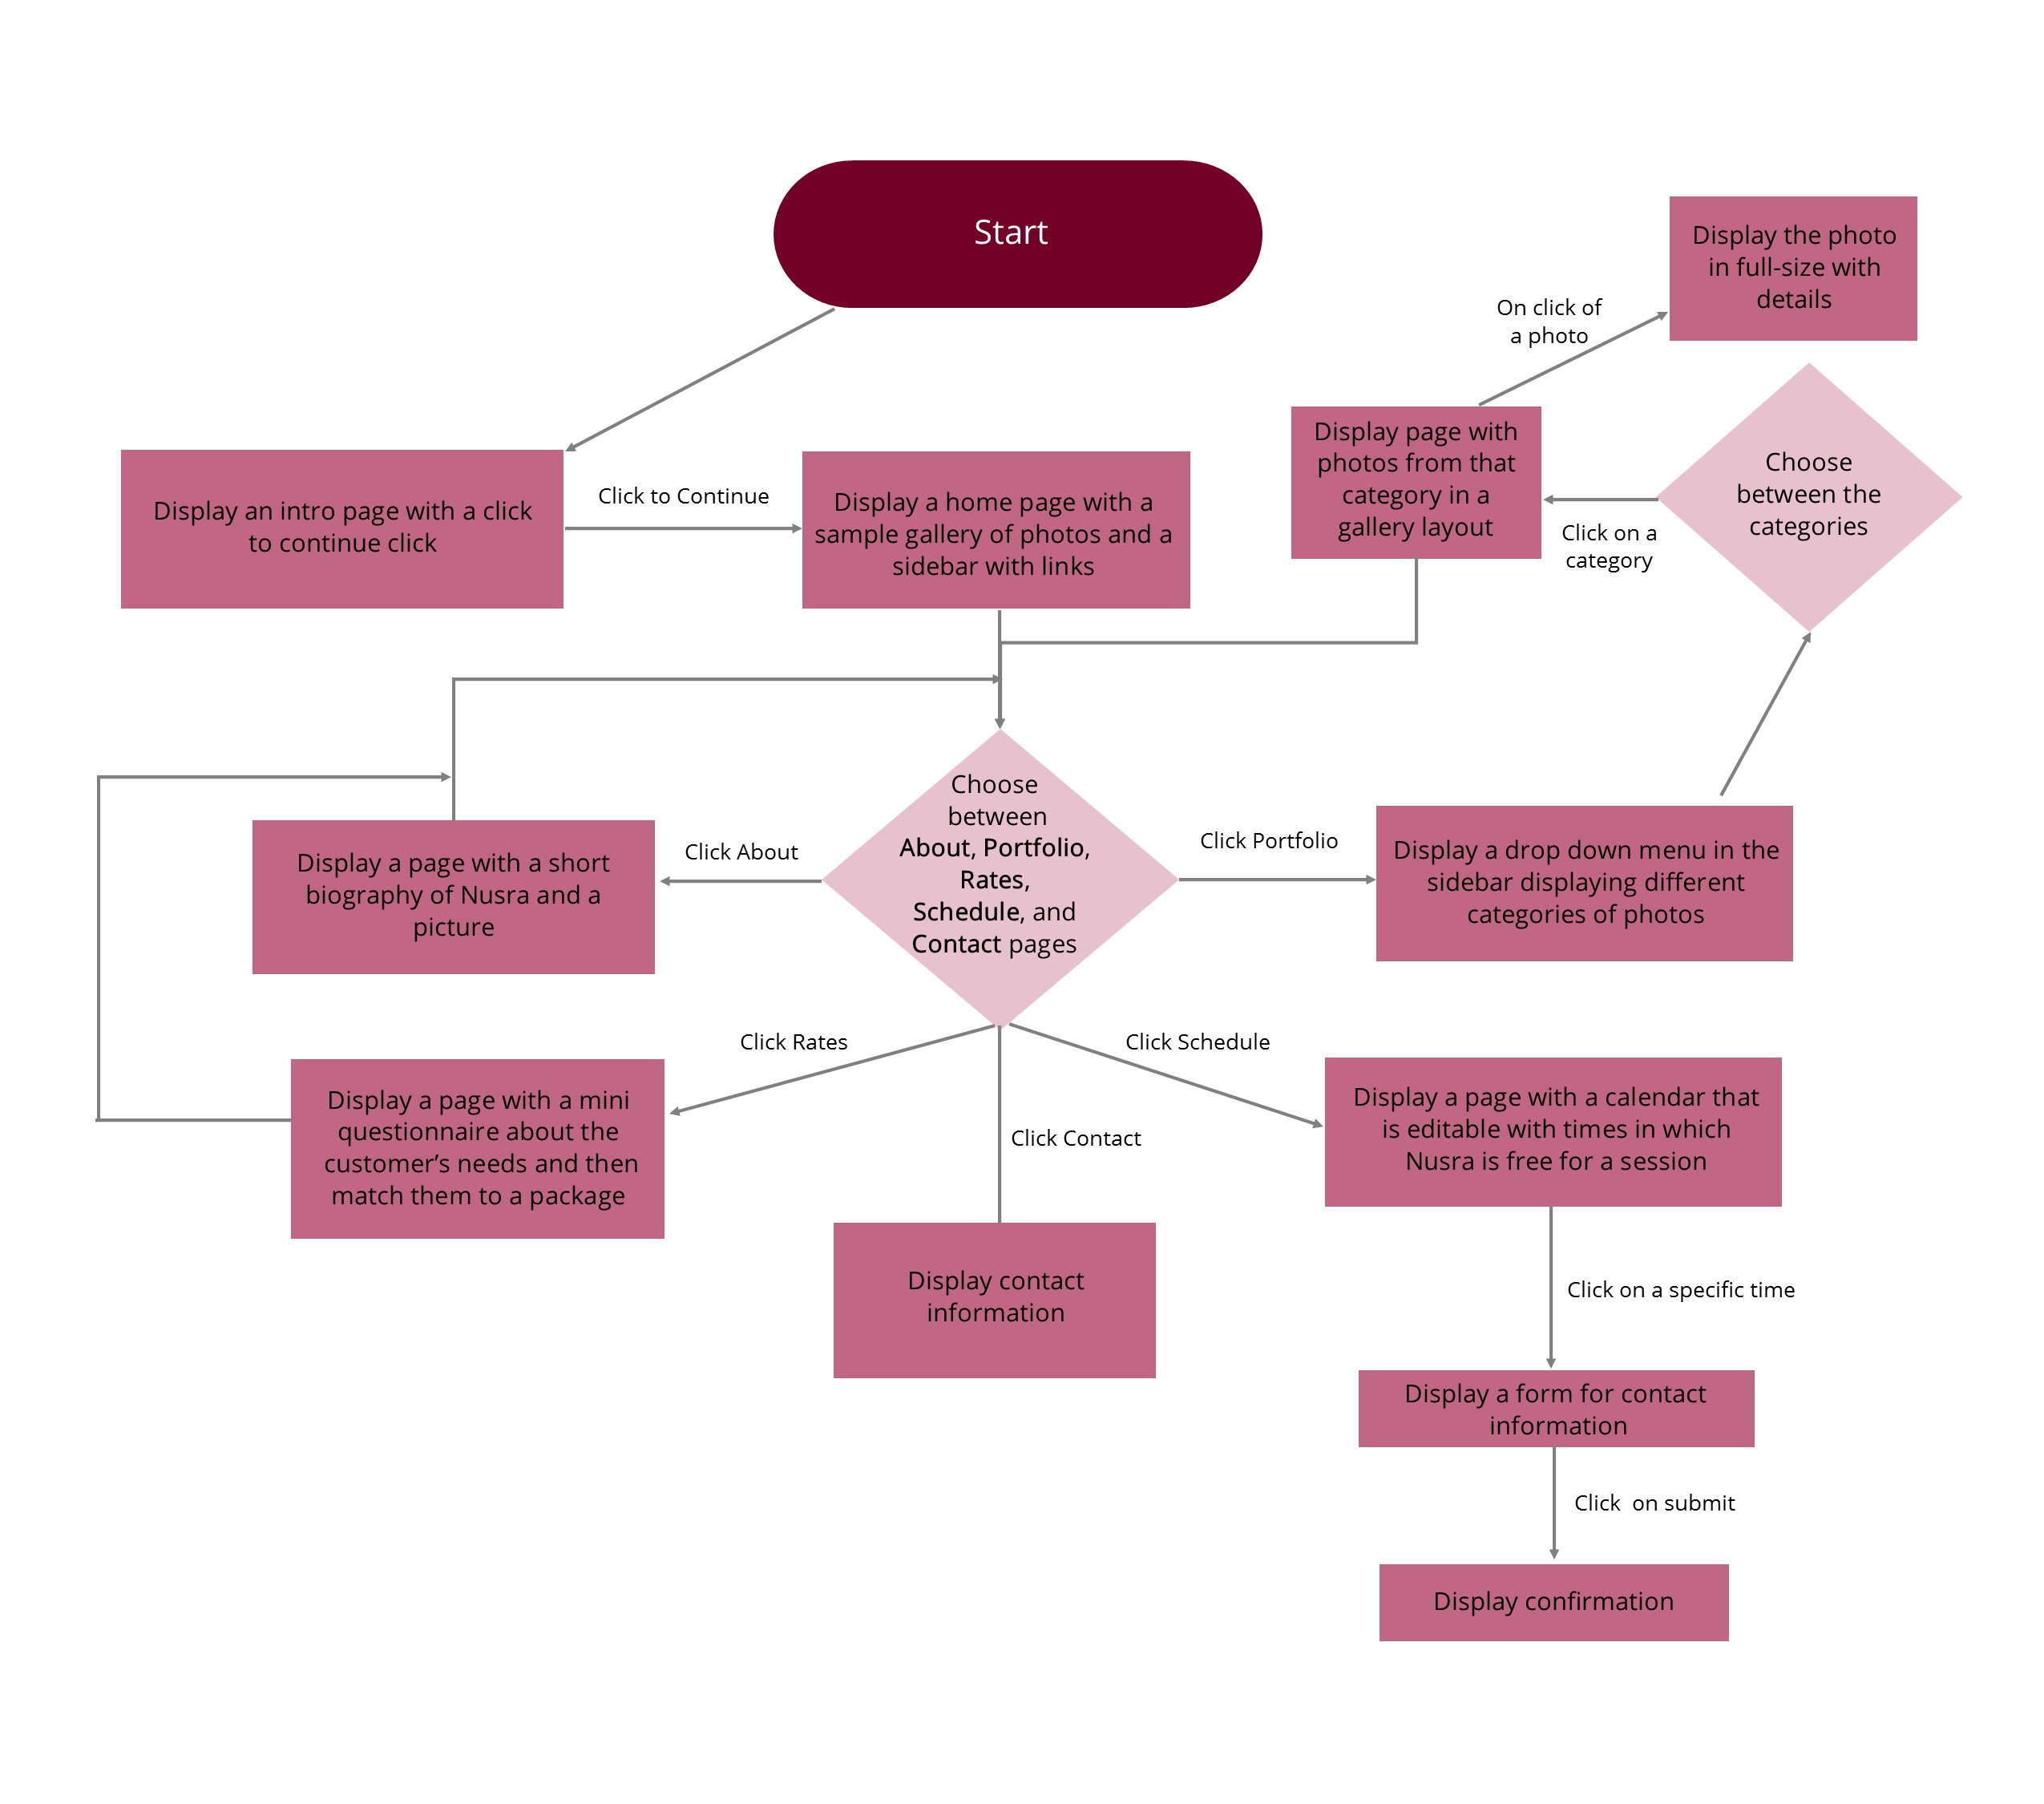 Start
Display the photo
in full-size with
details
On click of
a photo
Display an intro page with a click
to continue click
Click to Continue
Display a home page with a
sample gallery of photos and a
sidebar with links
Display page with
photos from that
category in a
gallery layout
Click on a
category
Choose
between the
categories
Display a page with a short
biography of Nusra and a
picture
Click About
Choose
between
About, Portfolio,
Rates,
Schedule, and
Contact pages
Click Portfolio
Display a drop down menu in the
sidebar displaying different
categories of photos
Click Rates
Click Schedule
Display a page with a mini
questionnaire about the
customer’s needs and then
match them to a package
Click Contact
Display a page with a calendar that
is editable with times in which
Nusra is free for a session
Display contact
information
Click on a specific time
Display a form for contact
information
Click  on submit
Display confirmation